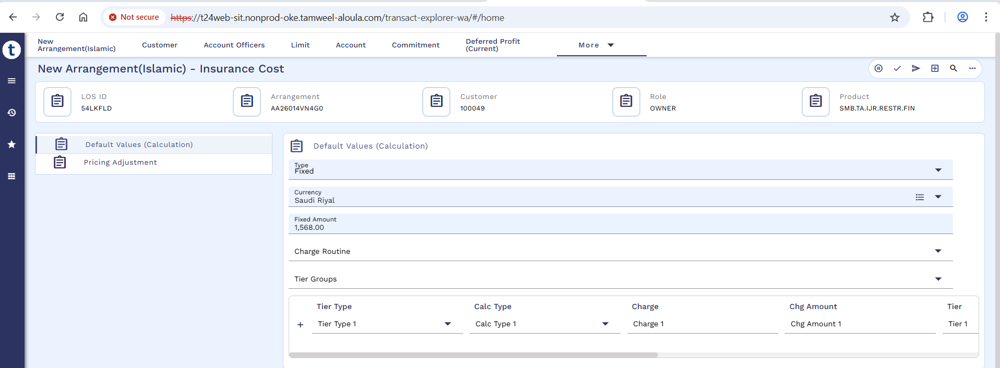 Not secure
https://t24web-sit.nonprod-oke.tamweel-aloula.com/transact-explorer-wa/#/home
t
New Arrangement(Islamic)
Customer
Account Officers
Limit
Account
Commitment
Deferred Profit (Current)
More
New Arrangement(Islamic) - Insurance Cost
LOS ID
54LKFLD
Arrangement
AA26014VN4G0
Customer
100049
Role
OWNER
Product
SMB.TA.IJR.RESTR.FIN
Default Values (Calculation)
Pricing Adjustment
Default Values (Calculation)
Type
Fixed
Currency
Saudi Riyal
Fixed Amount
1,568.00
Charge Routine
Tier Groups
Tier Type
Calc Type
Charge
Chg Amount
Tier
+
Tier Type 1
Calc Type 1
Charge 1
Chg Amount 1
Tier 1